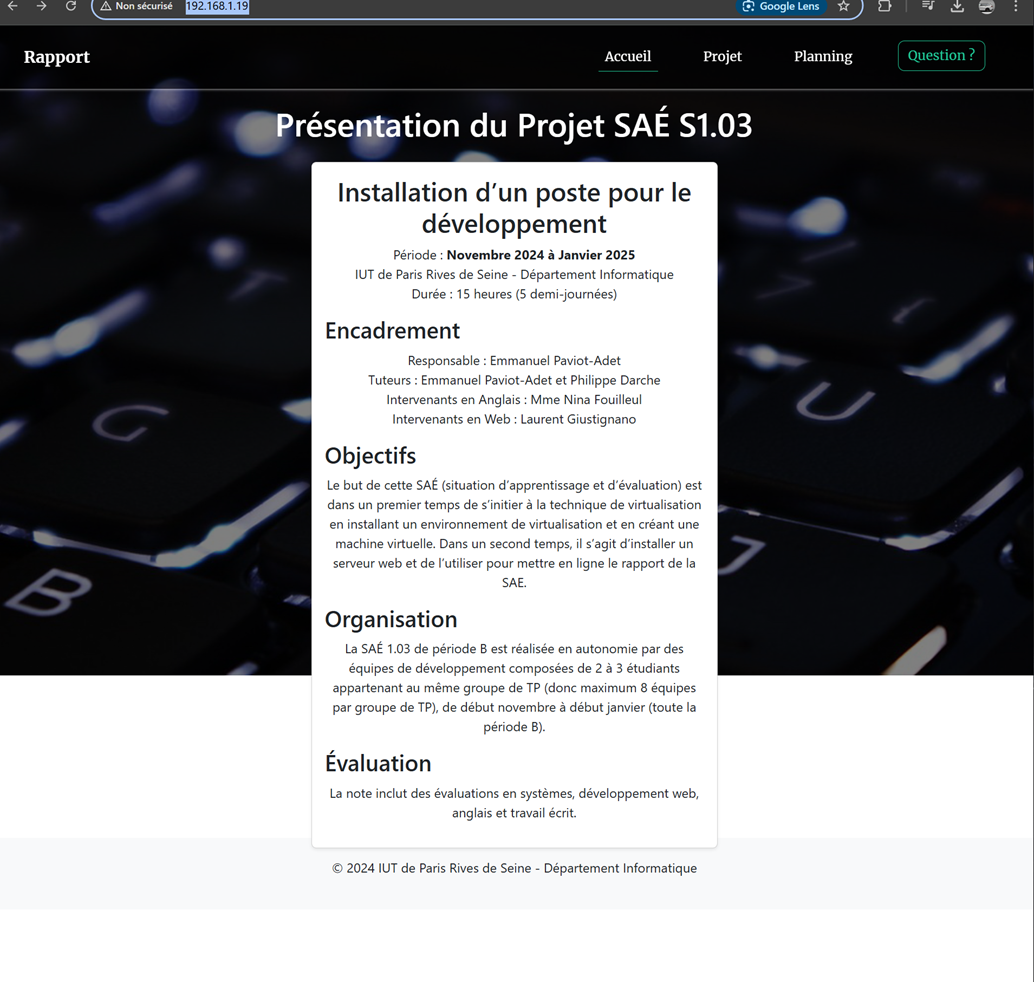 Non sécurisé 192.168.1.19 Google Lens
Rapport Accueil Projet Planning Question ?
Présentation du Projet SAÉ S1.03
Installation d’un poste pour le
développement
Période : Novembre 2024 à Janvier 2025
IUT de Paris Rives de Seine - Département Informatique
Durée : 15 heures (5 demi-journées)
Encadrement
Responsable : Emmanuel Paviot-Adet
Tuteurs : Emmanuel Paviot-Adet et Philippe Darche
Intervenants en Anglais : Mme Nina Fouilleul
Intervenants en Web : Laurent Giustignano
Objectifs
Le but de cette SAÉ (situation d’apprentissage et d’évaluation) est
dans un premier temps de s’initier à la technique de virtualisation
en installant un environnement de virtualisation et en créant une
machine virtuelle. Dans un second temps, il s’agit d’installer un
serveur web et de l’utiliser pour mettre en ligne le rapport de la
SAE.
Organisation
La SAÉ 1.03 de période B est réalisée en autonomie par des
équipes de développement composées de 2 à 3 étudiants
appartenant au même groupe de TP (donc maximum 8 équipes
par groupe de TP), de début novembre à début janvier (toute la
période B).
Évaluation
La note inclut des évaluations en systèmes, développement web,
anglais et travail écrit.
© 2024 IUT de Paris Rives de Seine - Département Informatique
G
U
B
J